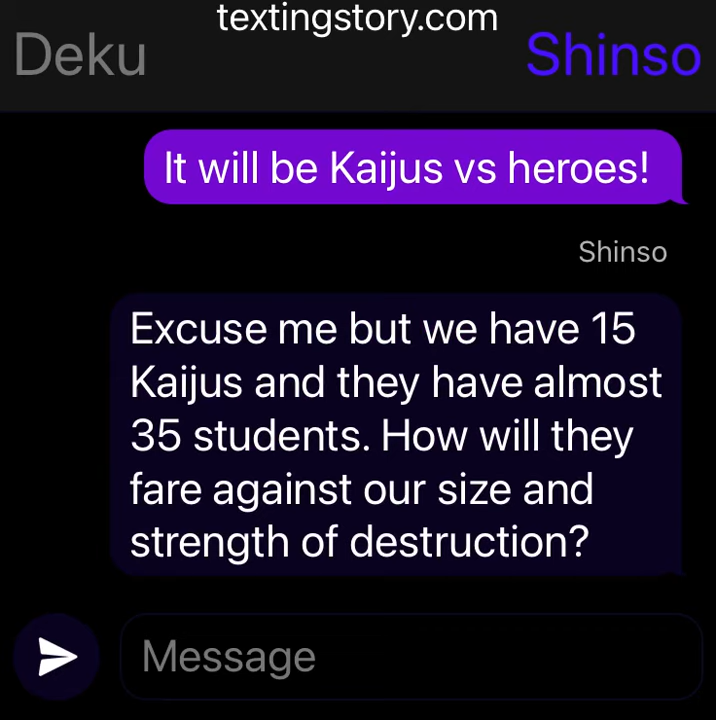 textingstory.com
Deku
Shinso
It will be Kaijus vs heroes!
Shinso
Excuse me but we have 15
Kaijus and they have almost
35 students. How will they
fare against our size and
strength of destruction?
Message